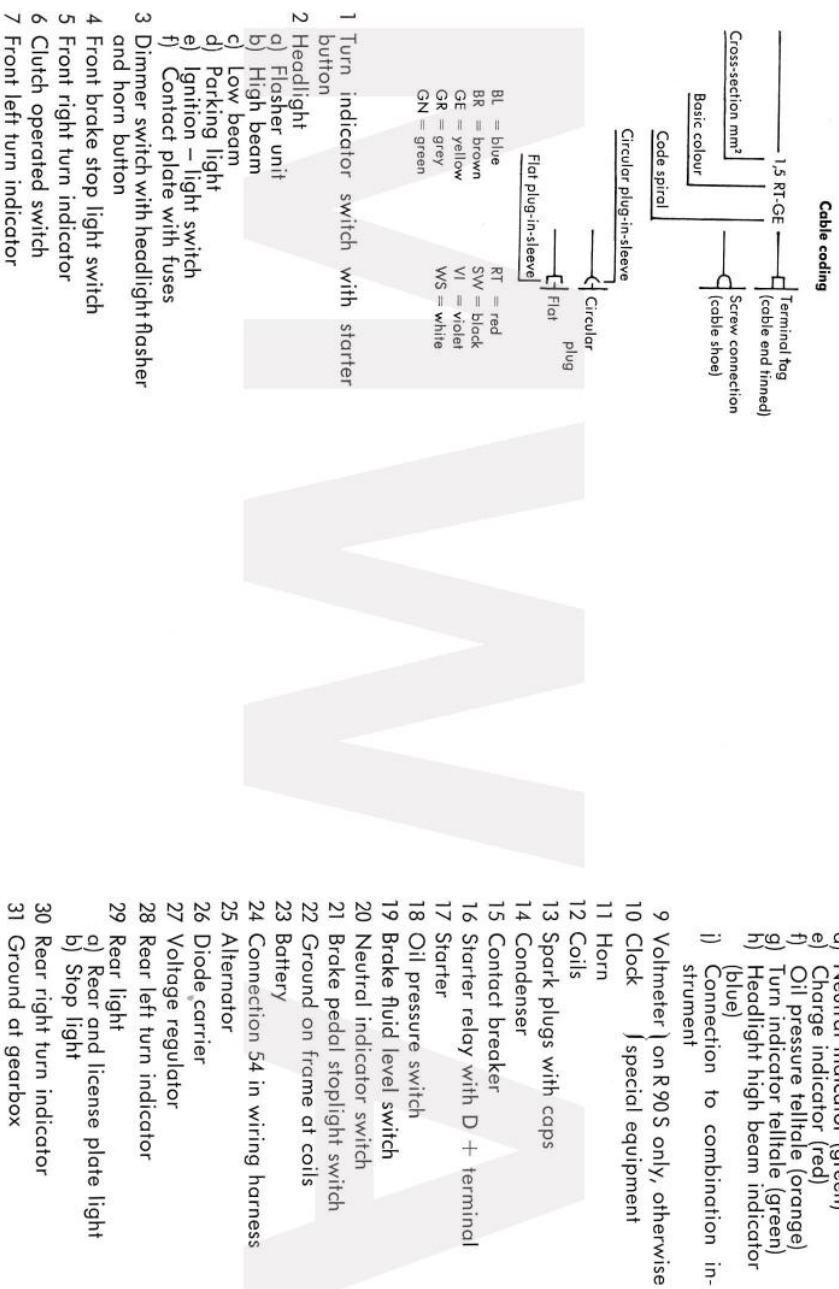 Cable coding
1,5 RT-GE
Terminal tag
(cable end tinned)
Screw connection
(cable shoe)
Cross-section mm²
Basic colour
Code spiral
Circular plug-in-sleeve
Circular
plug
Flat
Flat plug-in-sleeve
BL = blue
BR = brown
GE = yellow
GR = grey
GN = green
RT = red
SW = black
VI = violet
WS = white
1 Turn indicator switch with starter
button
2 Headlight
a) Flasher unit
b) High beam
c) Low beam
d) Parking light
e) Ignition – light switch
f) Contact plate with fuses
3 Dimmer switch with headlight flasher
and horn button
4 Front brake stop light switch
5 Front right turn indicator
6 Clutch operated switch
7 Front left turn indicator
d) Neutral indicator (green)
e) Charge indicator (red)
f) Oil pressure telltale (orange)
g) Turn indicator telltale (green)
h) Headlight high beam indicator
(blue)
i) Connection to combination in-
strument
9 Voltmeter } on R 90 S only, otherwise
10 Clock } special equipment
11 Horn
12 Coils
13 Spark plugs with caps
14 Condenser
15 Contact breaker
16 Starter relay with D + terminal
17 Starter
18 Oil pressure switch
19 Brake fluid level switch
20 Neutral indicator switch
21 Brake pedal stoplight switch
22 Ground on frame at coils
23 Battery
24 Connection 54 in wiring harness
25 Alternator
26 Diode carrier
27 Voltage regulator
28 Rear left turn indicator
29 Rear light
a) Rear and license plate light
b) Stop light
30 Rear right turn indicator
31 Ground at gearbox